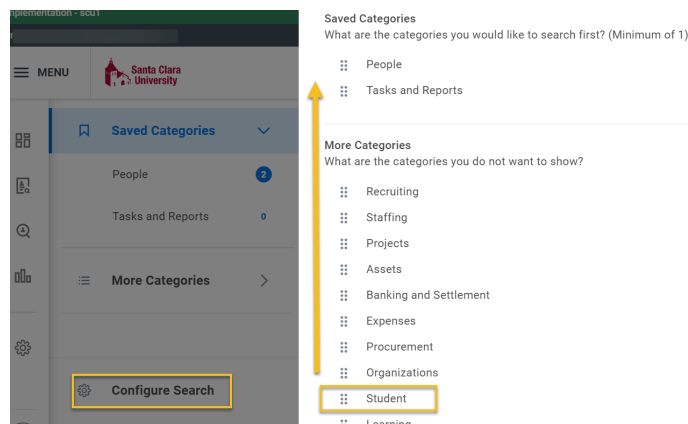 mplementation - scu1
MENU
Santa Clara
University
Saved Categories
People
2
Tasks and Reports
0
More Categories
Configure Search
Saved Categories
What are the categories you would like to search first? (Minimum of 1)
People
Tasks and Reports
More Categories
What are the categories you do not want to show?
Recruiting
Staffing
Projects
Assets
Banking and Settlement
Expenses
Procurement
Organizations
Student
Learning